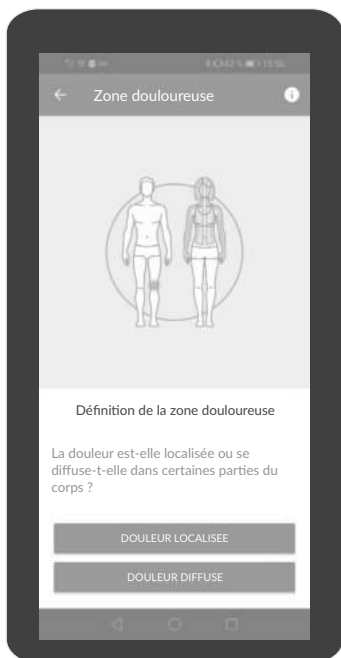 Zone douloureuse
Définition de la zone douloureuse
La douleur est-elle localisée ou se
diffuse-t-elle dans certaines parties du
corps ?
DOULEUR LOCALISEE
DOULEUR DIFFUSE